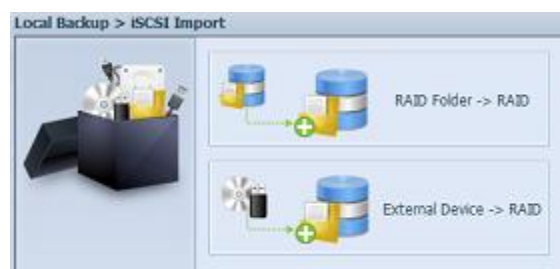 Local Backup > iSCSI Import
RAID Folder -> RAID
External Device -> RAID